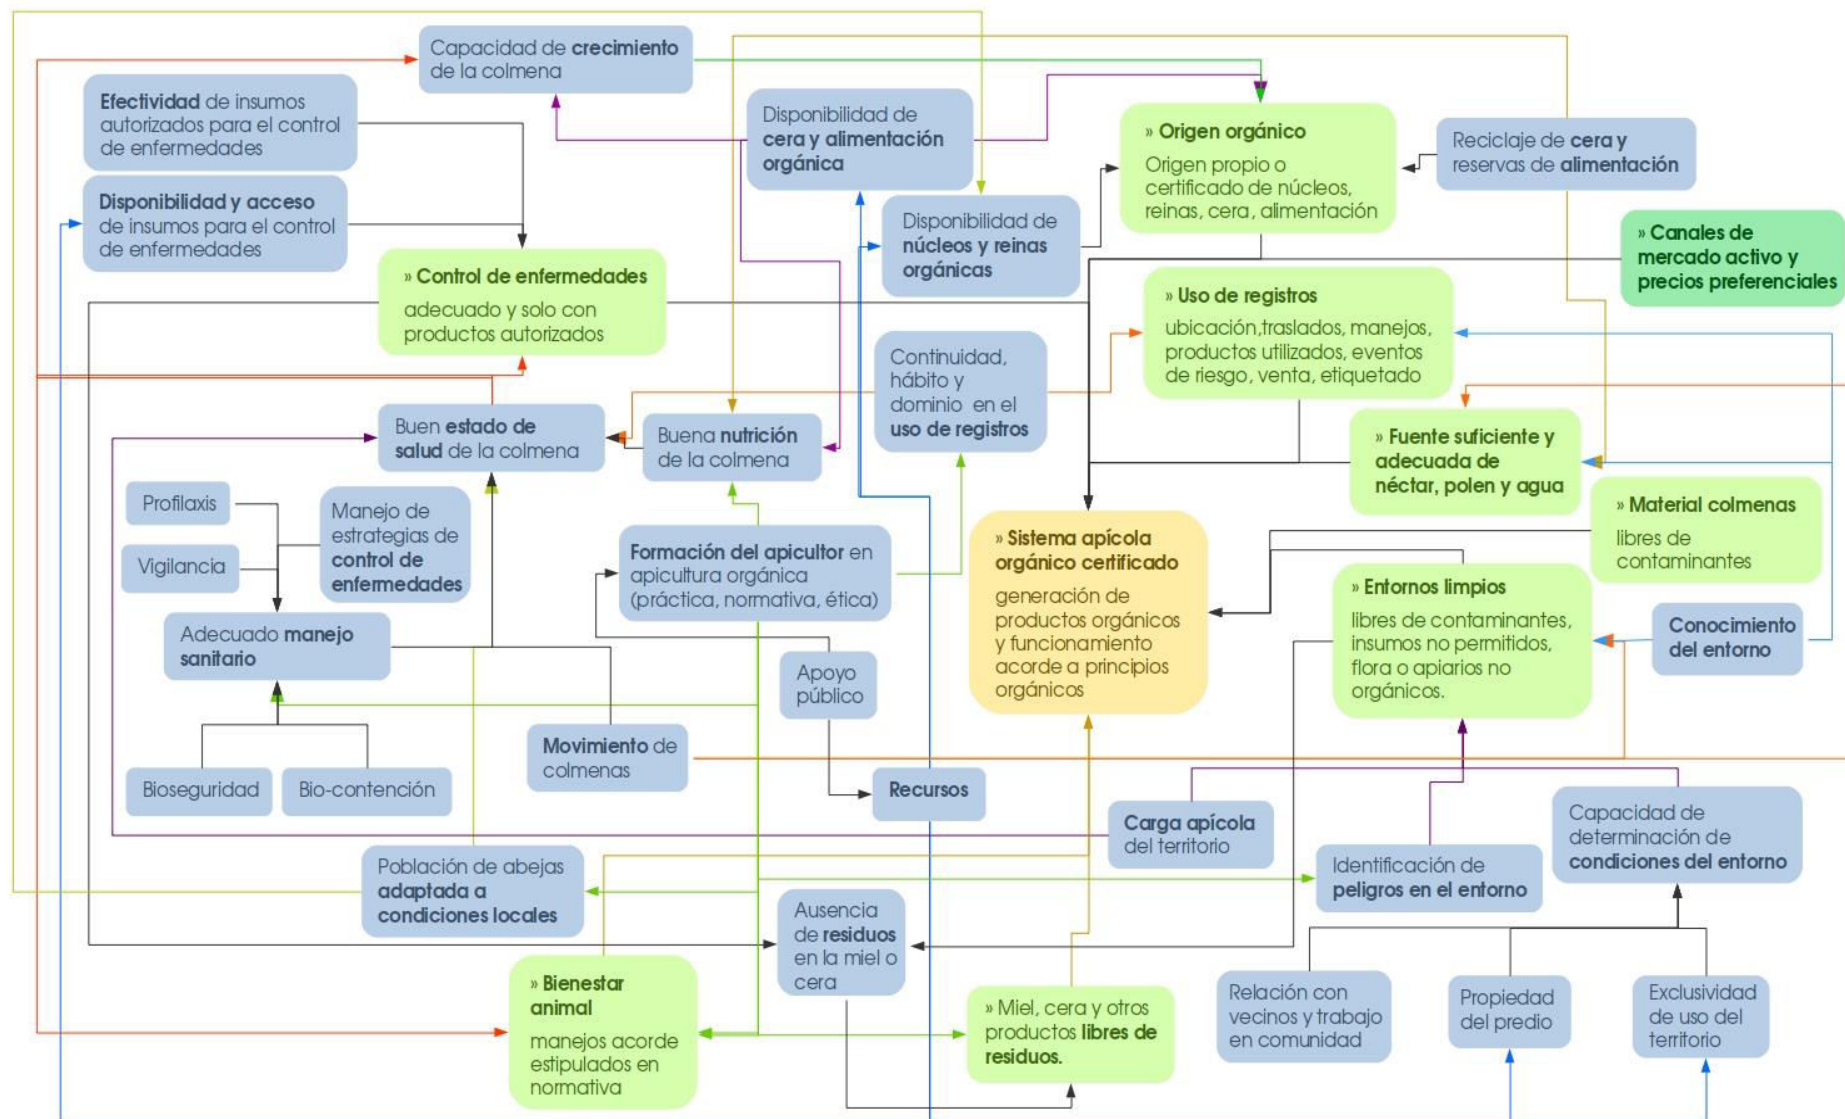 Capacidad de crecimiento
de la colmena
Efectividad de insumos
autorizados para el control
de enfermedades
Disponibilidad de
cera y alimentación
orgánica
» Origen orgánico
Origen propio o
certificado de núcleos,
reinas, cera, alimentación
Reciclaje de cera y
reservas de alimentación
Disponibilidad y acceso
de insumos para el control
de enfermedades
Disponibilidad de
núcleos y reinas
orgánicas
» Canales de
mercado activo y
precios preferenciales
» Control de enfermedades
adecuado y solo con
productos autorizados
» Uso de registros
ubicación,traslados, manejos,
productos utilizados, eventos
de riesgo, venta, etiquetado
Continuidad,
hábito y
dominio en el
uso de registros
Buen estado de
salud de la colmena
Buena nutrición
de la colmena
» Fuente suficiente y
adecuada de
néctar, polen y agua
Profilaxis
Vigilancia
Manejo de
estrategias de
control de
enfermedades
Formación del apicultor en
apicultura orgánica
(práctica, normativa, ética)
» Sistema apícola
orgánico certificado
generación de
productos orgánicos
y funcionamiento
acorde a principios
orgánicos
» Material colmenas
libres de
contaminantes
» Entornos limpios
libres de contaminantes,
insumos no permitidos,
flora o apiarios no
orgánicos.
Conocimiento
del entorno
Adecuado manejo
sanitario
Apoyo
público
Movimiento de
colmenas
Bioseguridad
Bio-contención
Recursos
Carga apícola
del territorio
Capacidad de
determinación de
condiciones del entorno
Identificación de
peligros en el entorno
Población de abejas
adaptada a
condiciones locales
Ausencia
de residuos
en la miel o
cera
» Bienestar
animal
manejos acorde
estipulados en
normativa
» Miel, cera y otros
productos libres de
residuos.
Relación con
vecinos y trabajo
en comunidad
Propiedad
del predio
Exclusividad
de uso del
territorio